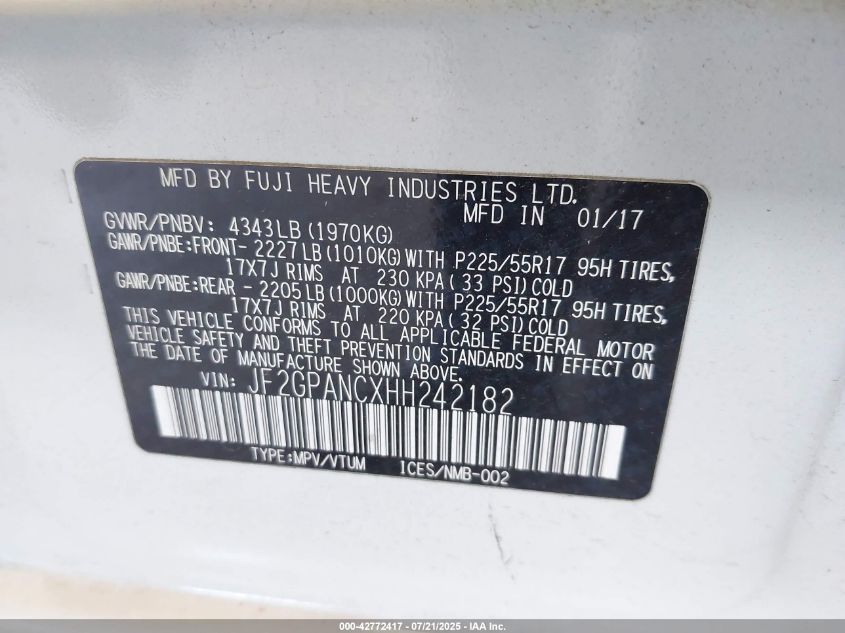 MFD BY FUJI HEAVY INDUSTRIES LTD.
MFD IN 01/17
GVWR/PNBV: 4343LB(1970KG)
GAWR/PNBE:FRONT- 2227LB(1010KG)WITH P225/55R17 95H TIRES,
17X7J RIMS AT 230 KPA( 33 PSI)COLD
GAWR/PNBE:REAR - 2205LB(1000KG)WITH P225/55R17 95H TIRES,
17X7J RIMS AT 220 KPA( 32 PSI)COLD
THIS VEHICLE CONFORMS TO ALL APPLICABLE FEDERAL MOTOR
VEHICLE SAFETY AND THEFT PREVENTION STANDARDS IN EFFECT ON
THE DATE OF MANUFACTURE SHOWN ABOVE.
VIN: JF2GPANCXHH242182
TYPE:MPV/VTUM ICES/NMB-002
000-42772417 - 07/21/2025 - IAA Inc.